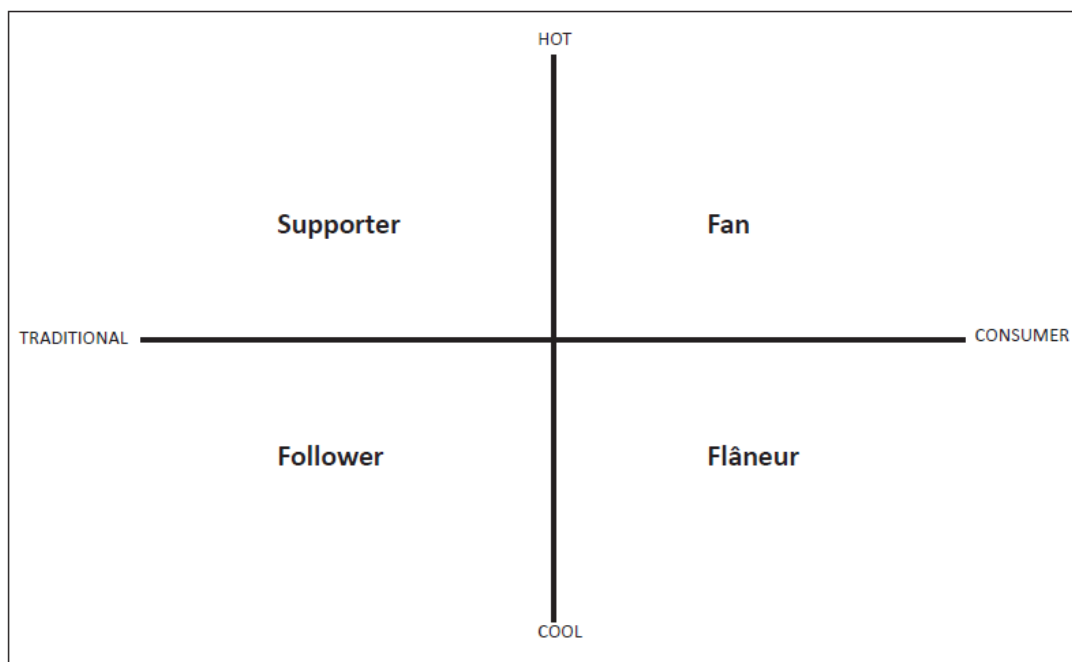 HOT
Supporter
Fan
TRADITIONAL
CONSUMER
Follower
Flâneur
COOL